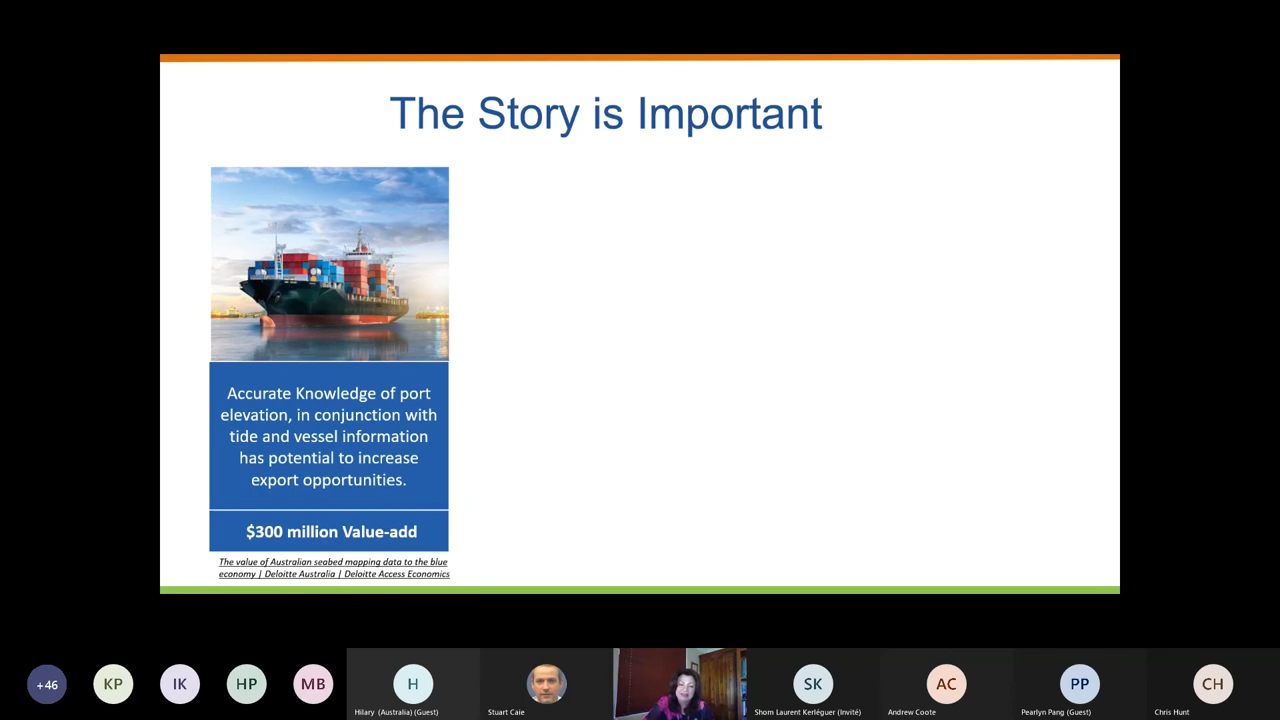 The Story is Important
Accurate Knowledge of port
elevation, in conjunction with
tide and vessel information
has potential to increase
export opportunities.
$300 million Value-add
The value of Australian seabed mapping data to the blue
economy | Deloitte Australia | Deloitte Access Economics
+46
KP
IK
HP
MB
H
SK
AC
PP
CH
Hilary (Australia) (Guest)
Stuart Caie
Shom Laurent Kerléguer (Invité)
Andrew Coote
Pearlyn Pang (Guest)
Chris Hunt